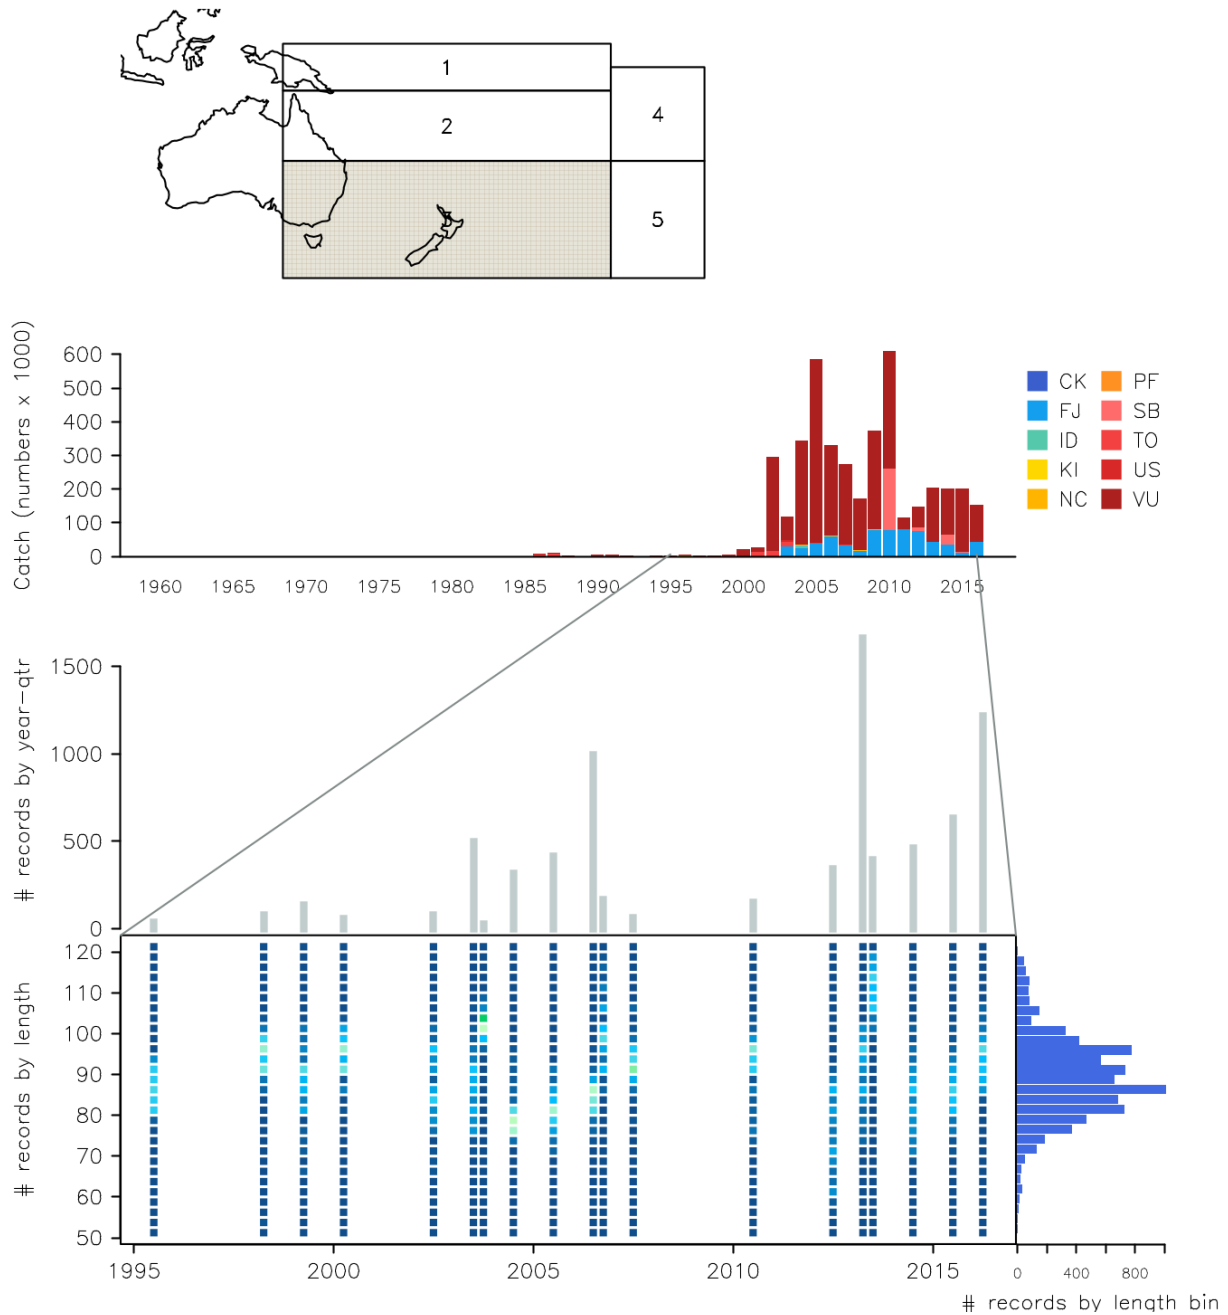 1
2
4
5
Catch (numbers x 1000)
600
500
400
300
200
100
0
1960 1965 1970 1975 1980 1985 1990 1995 2000 2005 2010 2015
CK PF
FJ SB
ID TO
KI US
NC VU
# records by year-qtr
1500
1000
500
0
# records by length
120
110
100
90
80
70
60
50
1995 2000 2005 2010 2015
0 400 800
# records by length bin